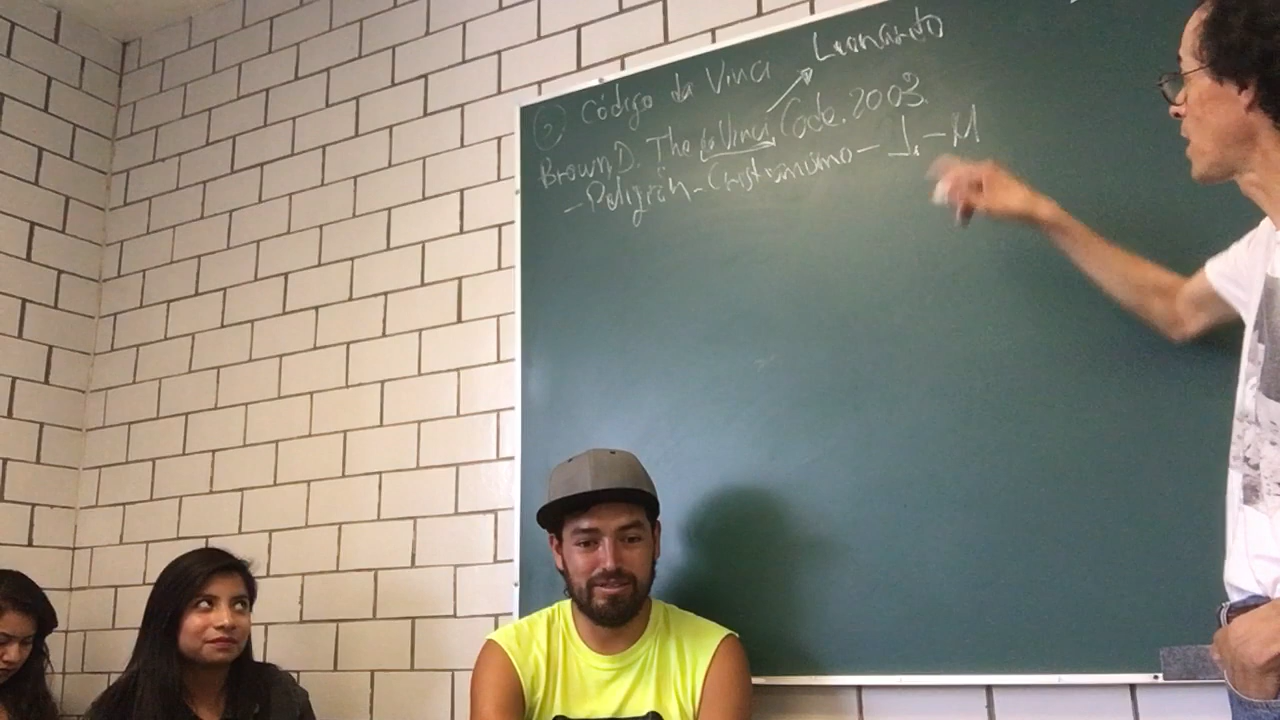 ② Código da Vinci
Leonardo
Brown, D. The da Vinci Code. 2003.
- Religión - Cristianismo - J. - M